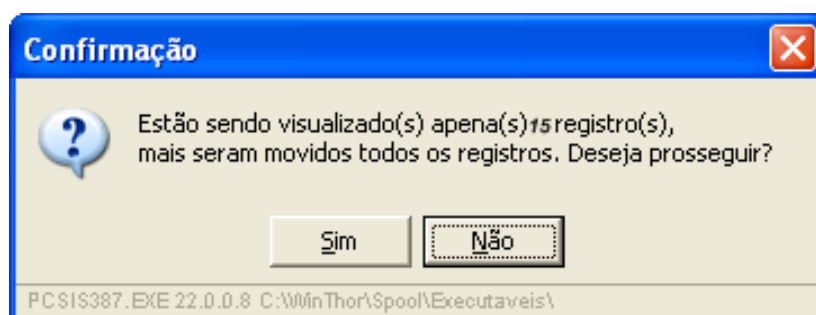 Confirmação
Estão sendo visualizado(s) apena(s)15registro(s),
mais seram movidos todos os registros. Deseja prosseguir?
Sim
Não
PCSIS387.EXE 22.0.0.8 C:\WinThor\Spool\Executaveis\